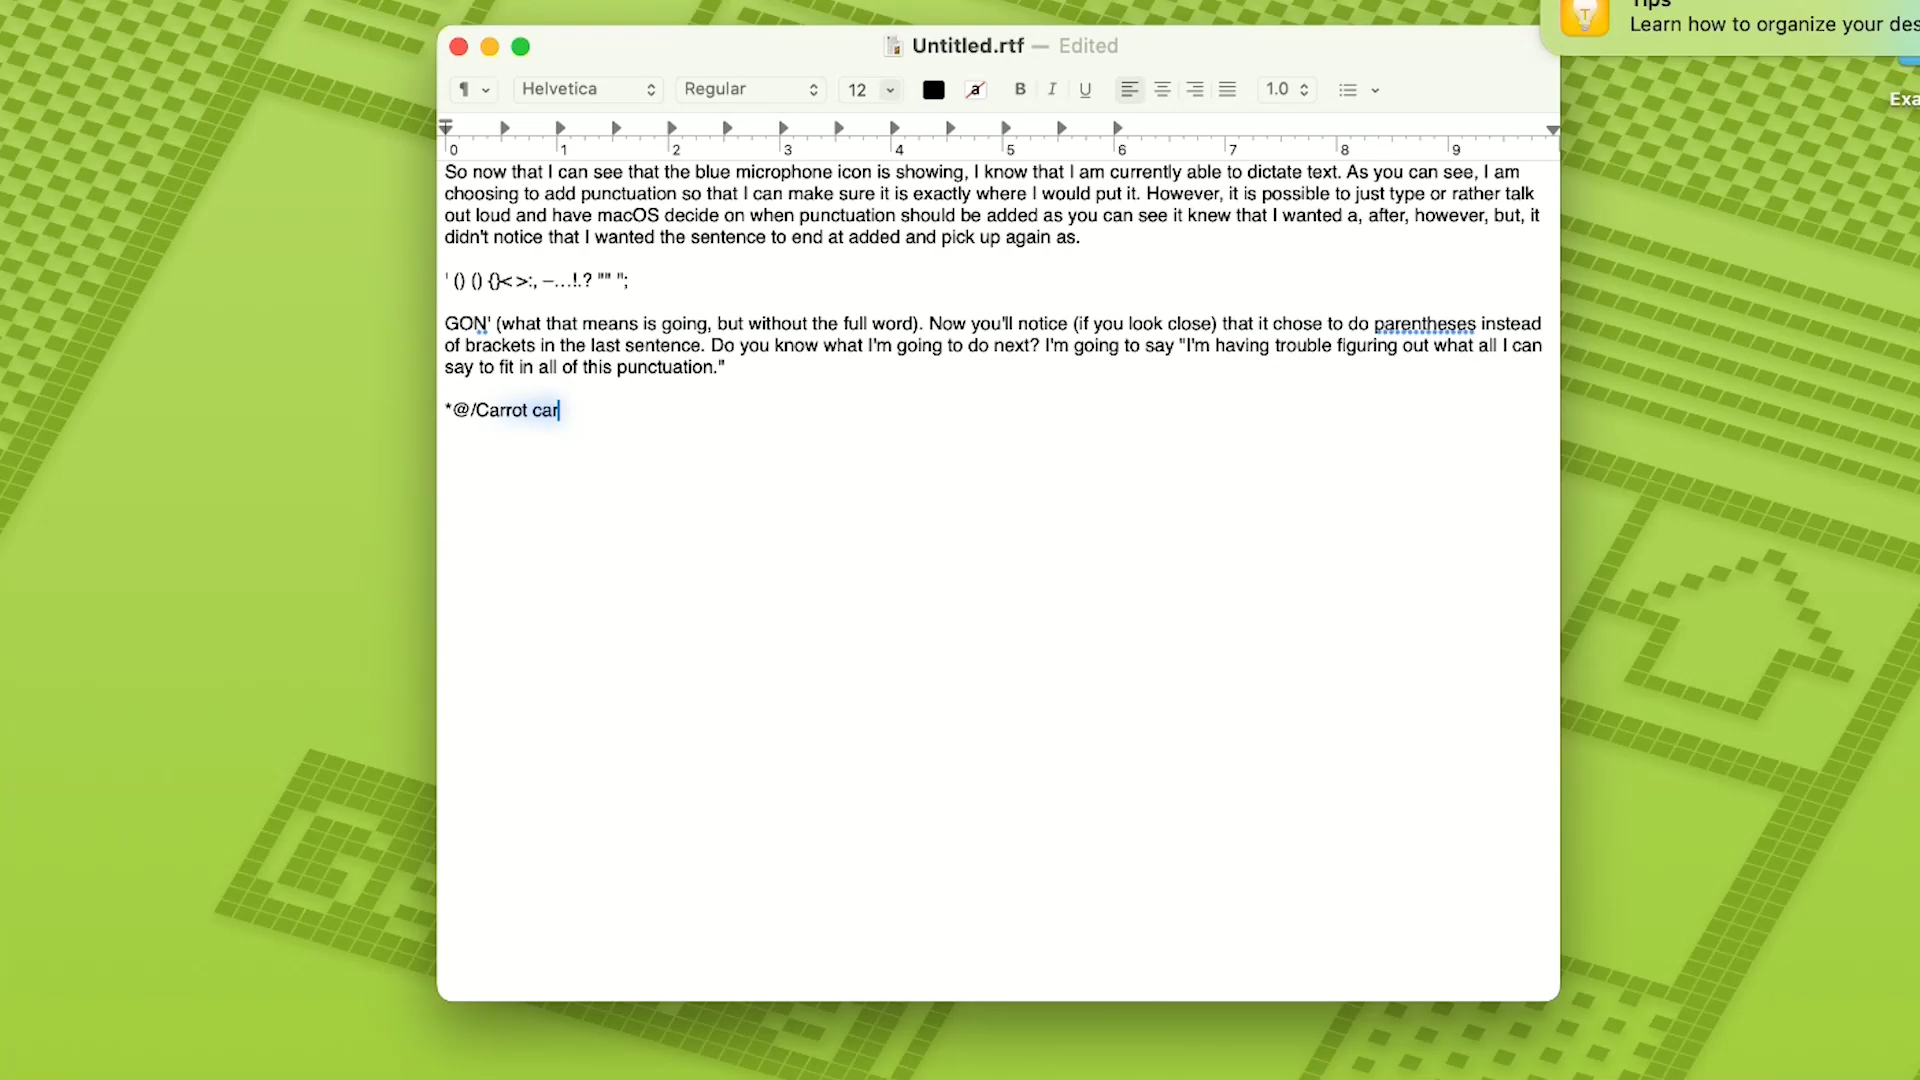 Tips
Learn how to organize your des
Exa
Untitled.rtf — Edited
¶ Helvetica Regular 12 a B I U 1.0
0 1 2 3 4 5 6 7 8 9
So now that I can see that the blue microphone icon is showing, I know that I am currently able to dictate text. As you can see, I am
choosing to add punctuation so that I can make sure it is exactly where I would put it. However, it is possible to just type or rather talk
out loud and have macOS decide on when punctuation should be added as you can see it knew that I wanted a, after, however, but, it
didn't notice that I wanted the sentence to end at added and pick up again as.
' () () {}< >:, –…!.? "" ";
GON' (what that means is going, but without the full word). Now you'll notice (if you look close) that it chose to do parentheses instead
of brackets in the last sentence. Do you know what I'm going to do next? I'm going to say "I'm having trouble figuring out what all I can
say to fit in all of this punctuation."
*@/Carrot car